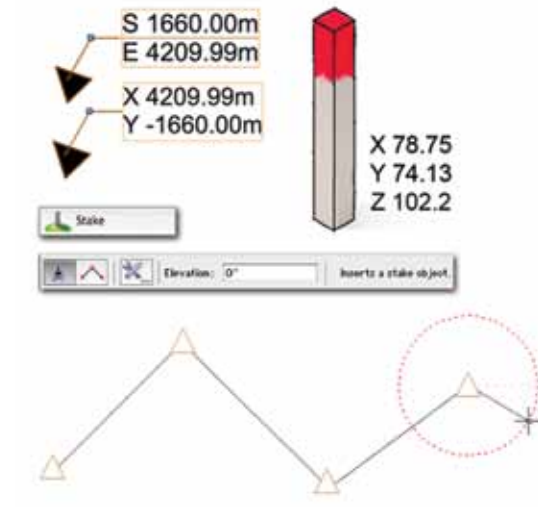 S 1660.00m
E 4209.99m
X 4209.99m
Y -1660.00m
X 78.75
Y 74.13
Z 102.2
Stake
Elevation: 0"
Inserts a stake object.